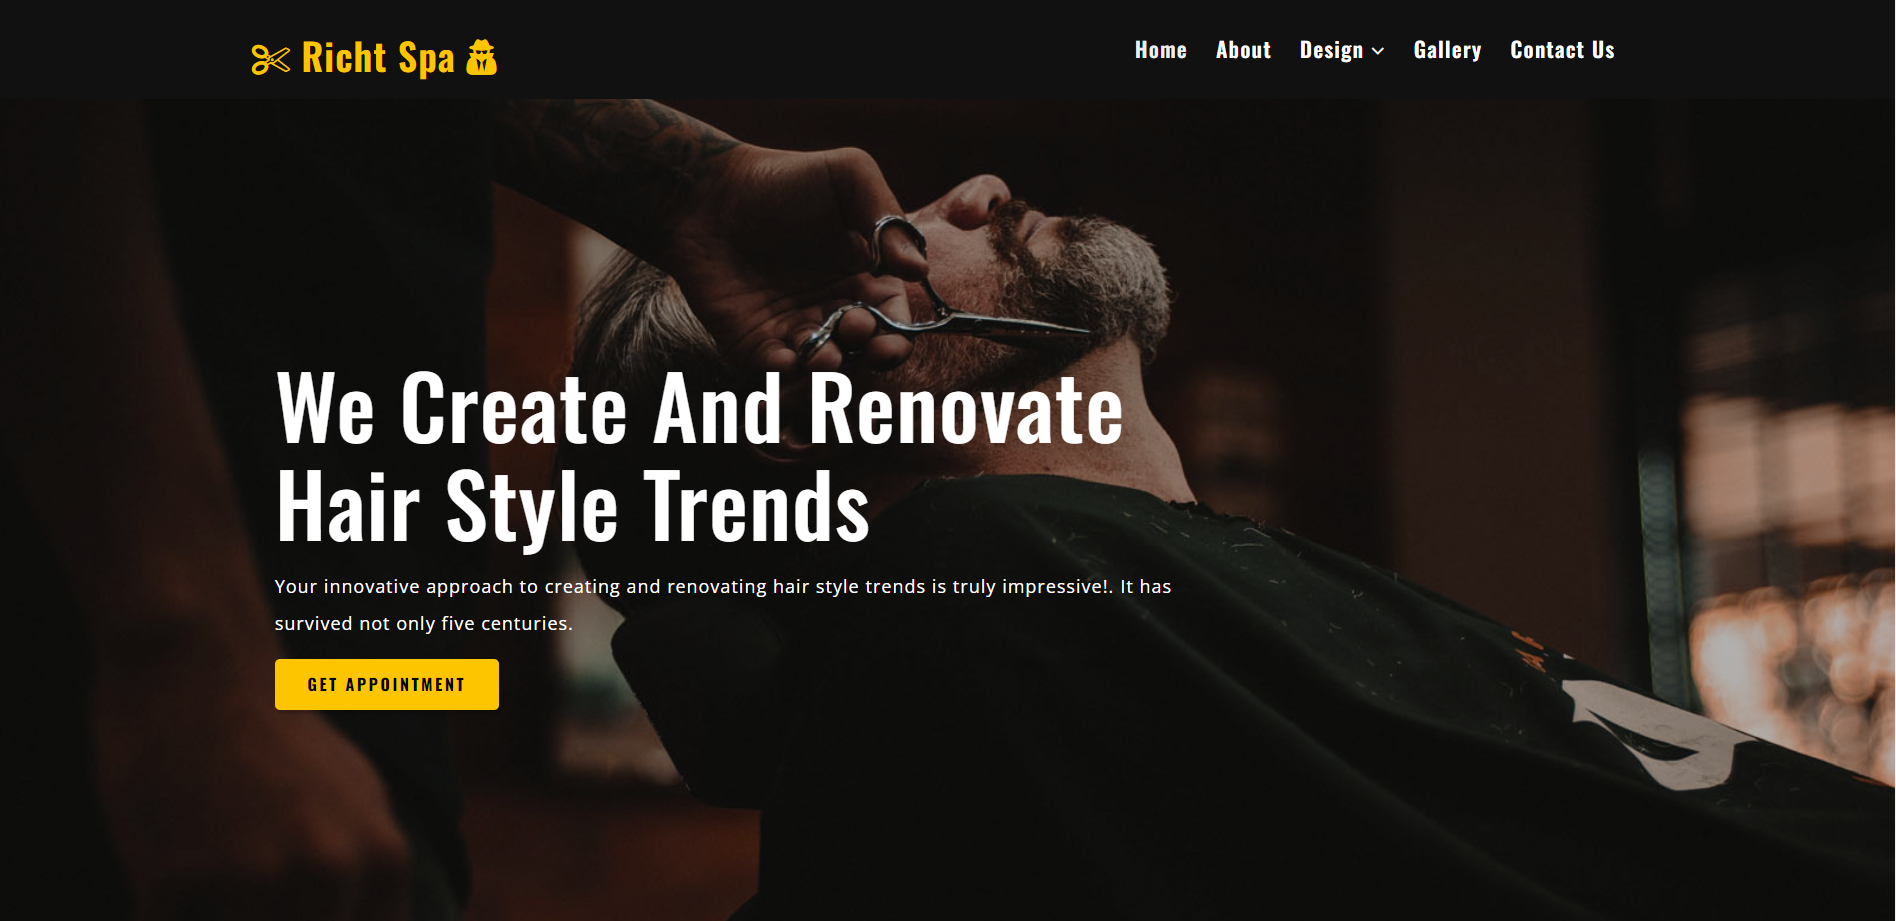 Richt Spa
Home About Design Gallery Contact Us
We Create And Renovate
Hair Style Trends
Your innovative approach to creating and renovating hair style trends is truly impressive!. It has
survived not only five centuries.
GET APPOINTMENT